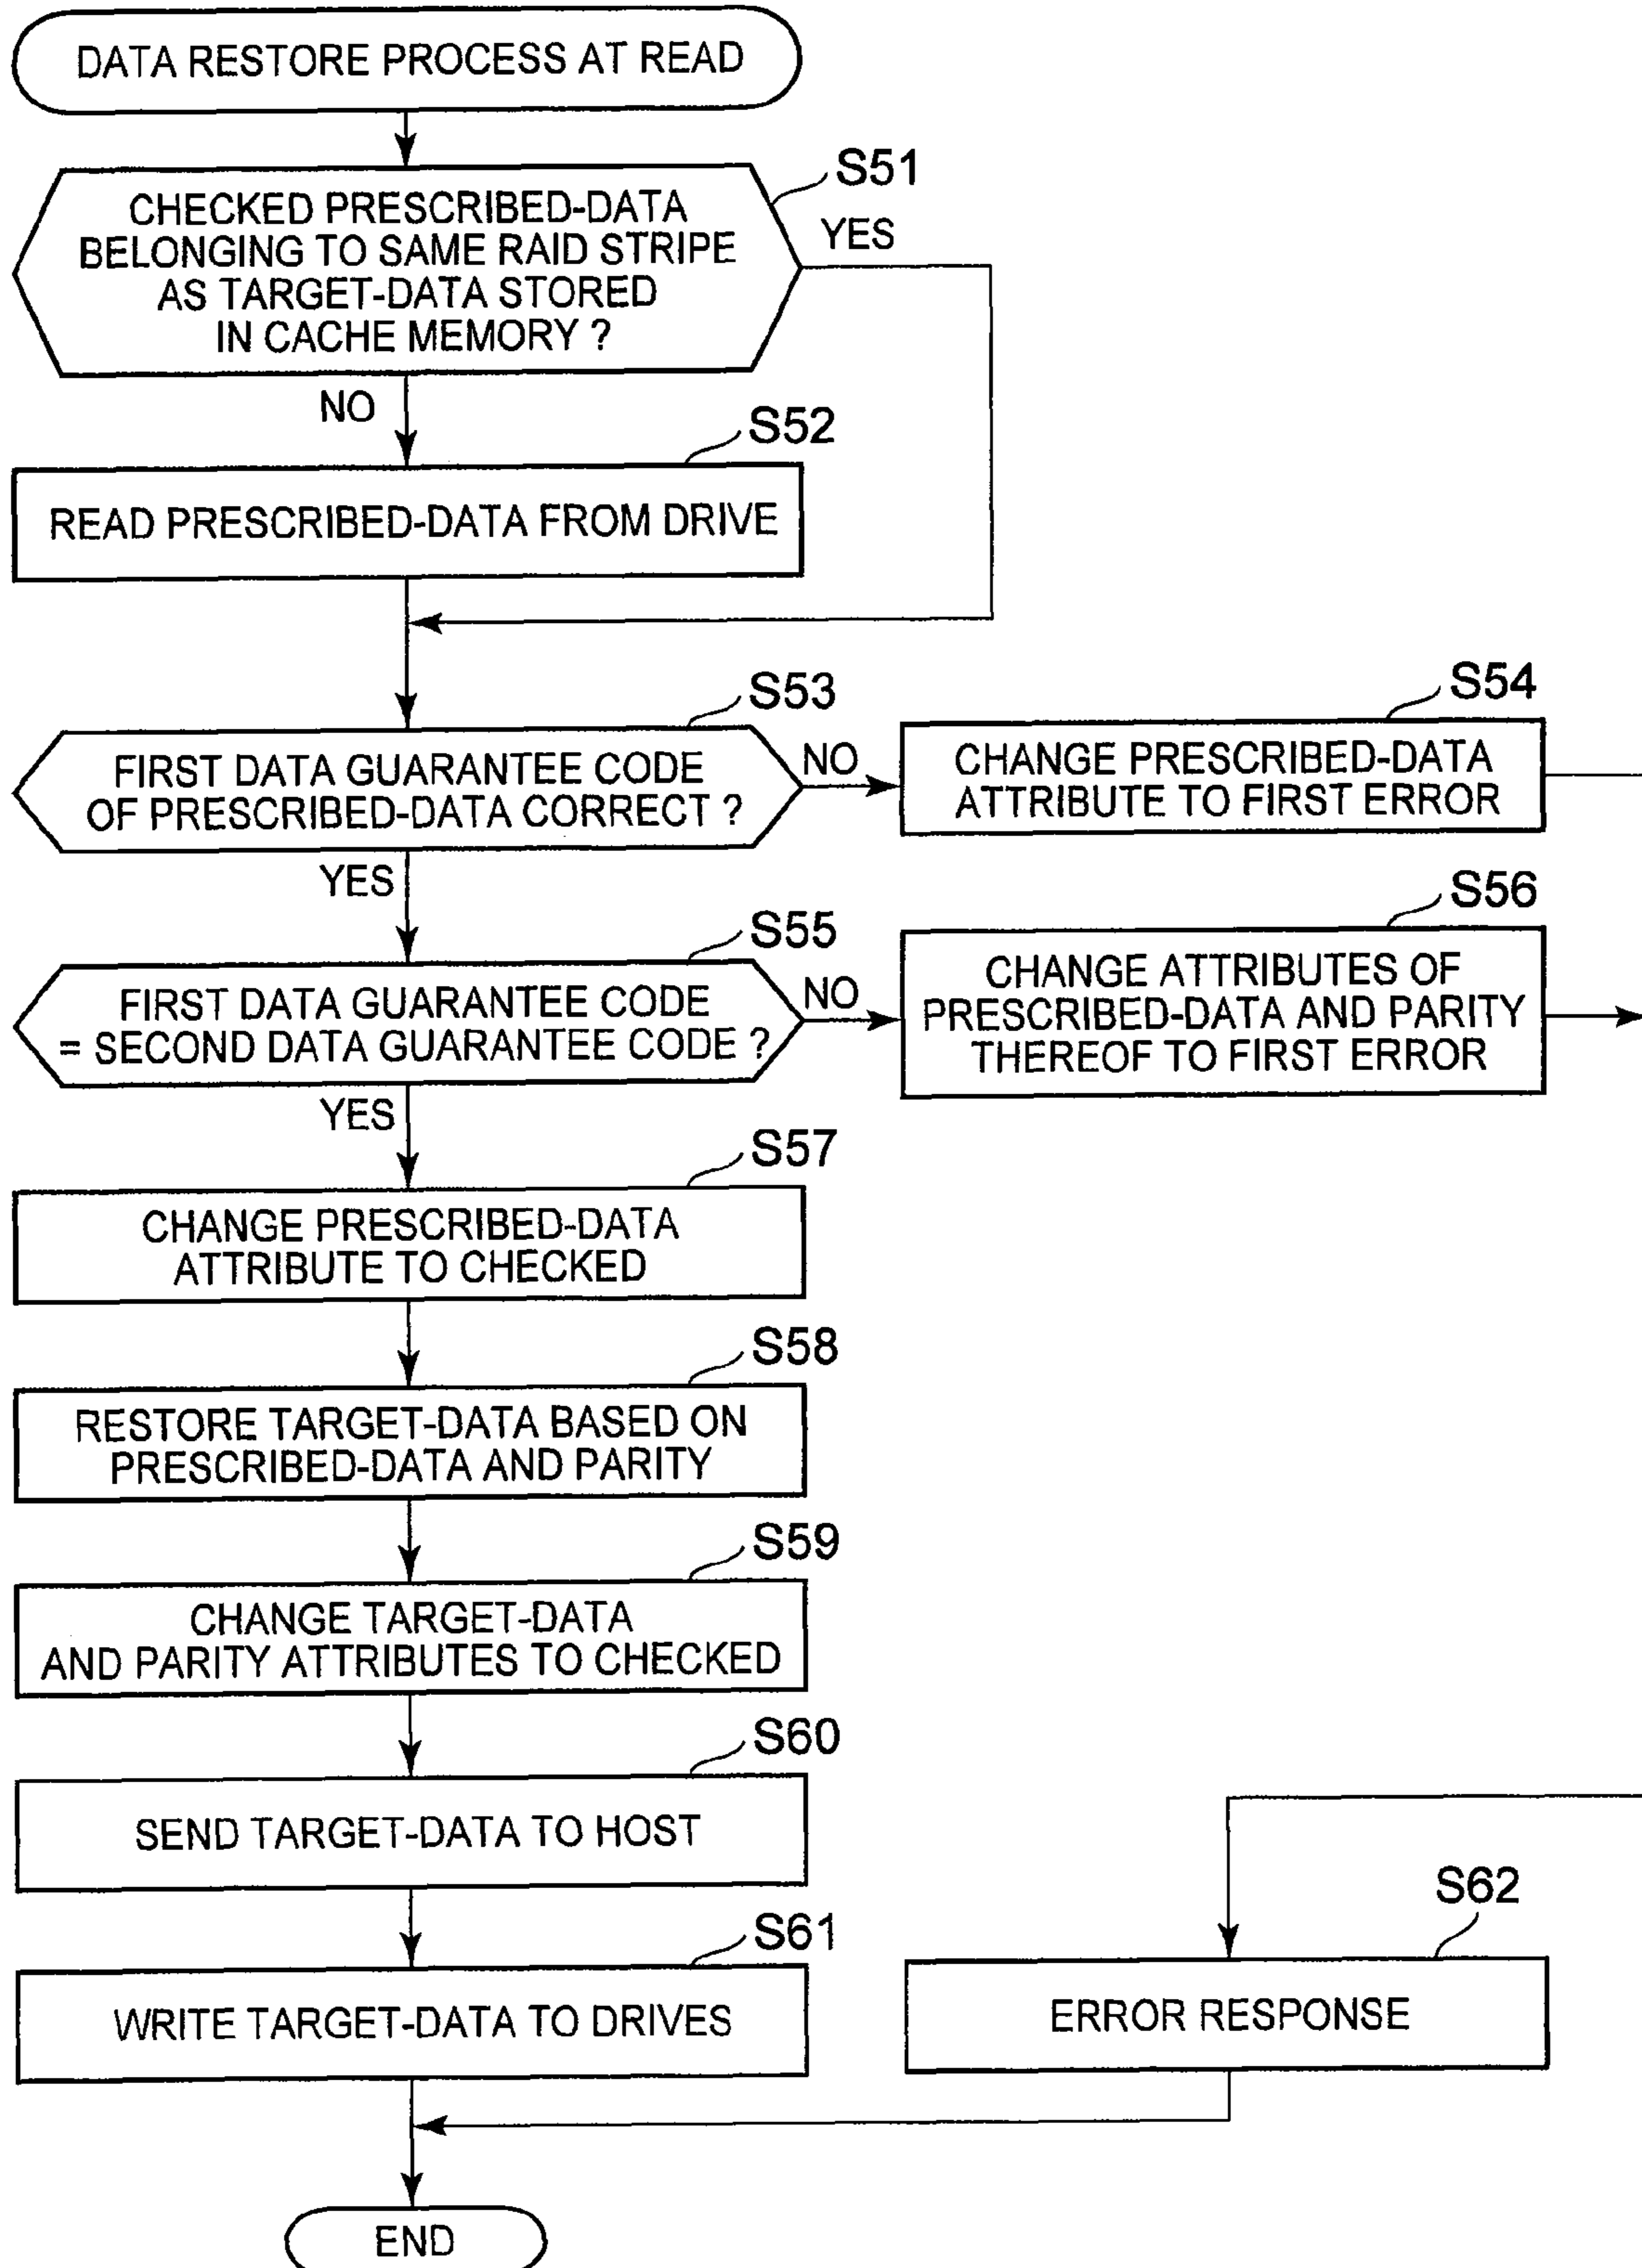 DATA RESTORE PROCESS AT READ
S51
CHECKED PRESCRIBED-DATA
BELONGING TO SAME RAID STRIPE
AS TARGET-DATA STORED
IN CACHE MEMORY ?
YES
NO
S52
READ PRESCRIBED-DATA FROM DRIVE
S53
FIRST DATA GUARANTEE CODE
OF PRESCRIBED-DATA CORRECT ?
NO
S54
CHANGE PRESCRIBED-DATA
ATTRIBUTE TO FIRST ERROR
YES
S55
FIRST DATA GUARANTEE CODE
= SECOND DATA GUARANTEE CODE ?
NO
S56
CHANGE ATTRIBUTES OF
PRESCRIBED-DATA AND PARITY
THEREOF TO FIRST ERROR
YES
S57
CHANGE PRESCRIBED-DATA
ATTRIBUTE TO CHECKED
S58
RESTORE TARGET-DATA BASED ON
PRESCRIBED-DATA AND PARITY
S59
CHANGE TARGET-DATA
AND PARITY ATTRIBUTES TO CHECKED
S60
SEND TARGET-DATA TO HOST
S61
WRITE TARGET-DATA TO DRIVES
S62
ERROR RESPONSE
END